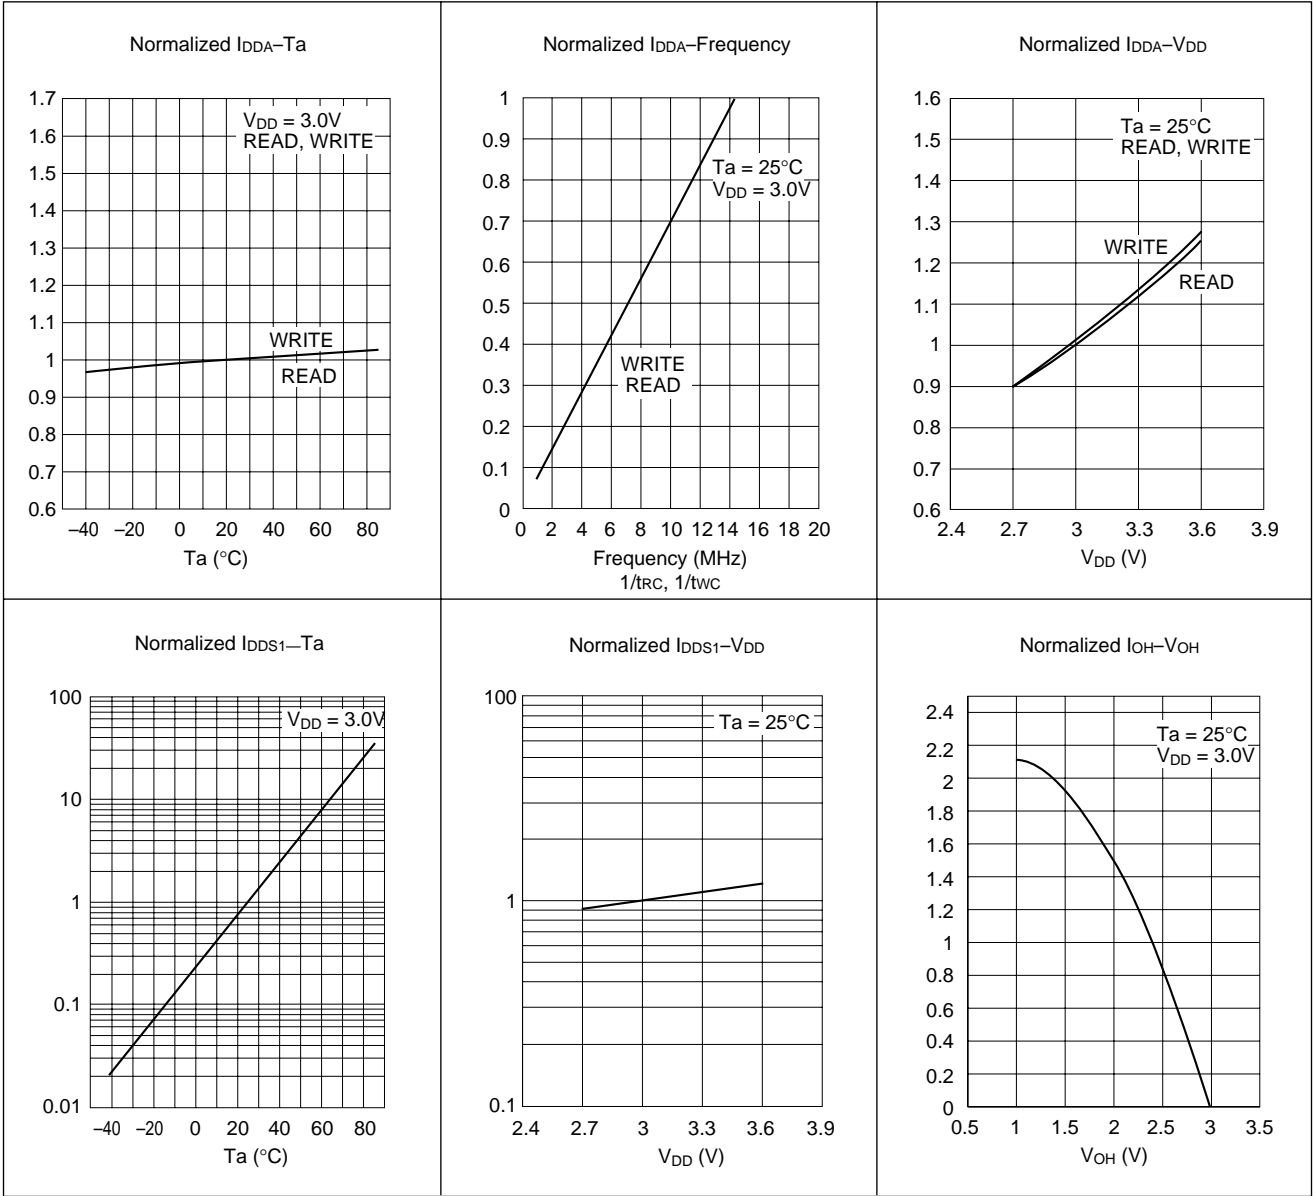 Normalized IDDA–Ta
1.7
1.6
1.5
1.4
1.3
1.2
1.1
1
0.9
0.8
0.7
0.6
VDD = 3.0V
READ, WRITE
WRITE
READ
–40 –20 0 20 40 60 80
Ta (°C)
Normalized IDDA–Frequency
1
0.9
0.8
0.7
0.6
0.5
0.4
0.3
0.2
0.1
0
Ta = 25°C
VDD = 3.0V
WRITE
READ
0 2 4 6 8 10 12 14 16 18 20
Frequency (MHz)
1/tRC, 1/tWC
Normalized IDDA–VDD
1.6
1.5
1.4
1.3
1.2
1.1
1
0.9
0.8
0.7
0.6
Ta = 25°C
READ, WRITE
WRITE
READ
2.4 2.7 3 3.3 3.6 3.9
VDD (V)
Normalized IDDS1—Ta
100
10
1
0.1
0.01
VDD = 3.0V
–40 –20 0 20 40 60 80
Ta (°C)
Normalized IDDS1–VDD
100
1
0.1
Ta = 25°C
2.4 2.7 3 3.3 3.6 3.9
VDD (V)
Normalized IOH–VOH
2.4
2.2
2
1.8
1.6
1.4
1.2
1
0.8
0.6
0.4
0.2
0
Ta = 25°C
VDD = 3.0V
0.5 1 1.5 2 2.5 3 3.5
VOH (V)